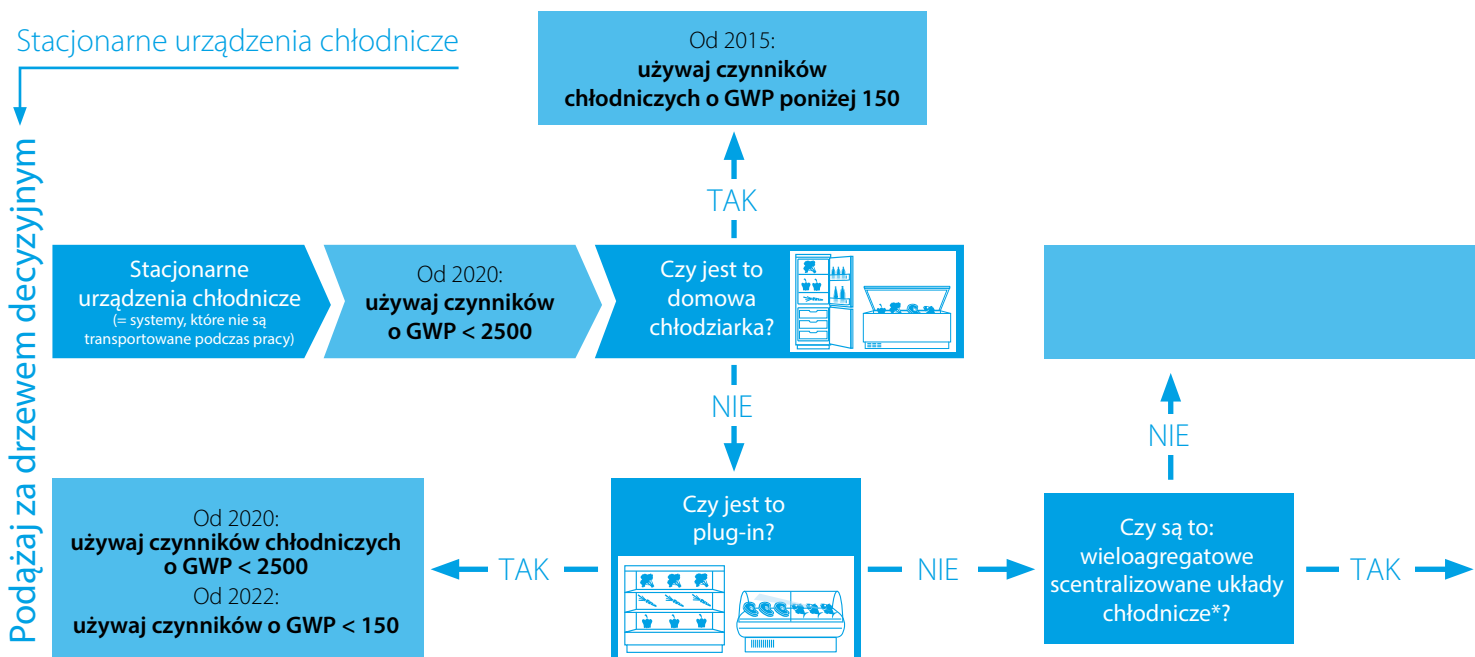 Stacjonarne urządzenia chłodnicze
Podążaj za drzewem decyzyjnym
Od 2015:
używaj czynników
chłodniczych o GWP poniżej 150
TAK
Stacjonarne
urządzenia chłodnicze
(= systemy, które nie są
transportowane podczas pracy)
Od 2020:
używaj czynników
o GWP < 2500
Czy jest to
domowa
chłodziarka?
NIE
NIE
Od 2020:
używaj czynników chłodniczych
o GWP < 2500
Od 2022:
używaj czynników o GWP < 150
TAK
Czy jest to
plug-in?
NIE
Czy są to:
wieloagregatowe
scentralizowane układy
chłodnicze*?
TAK